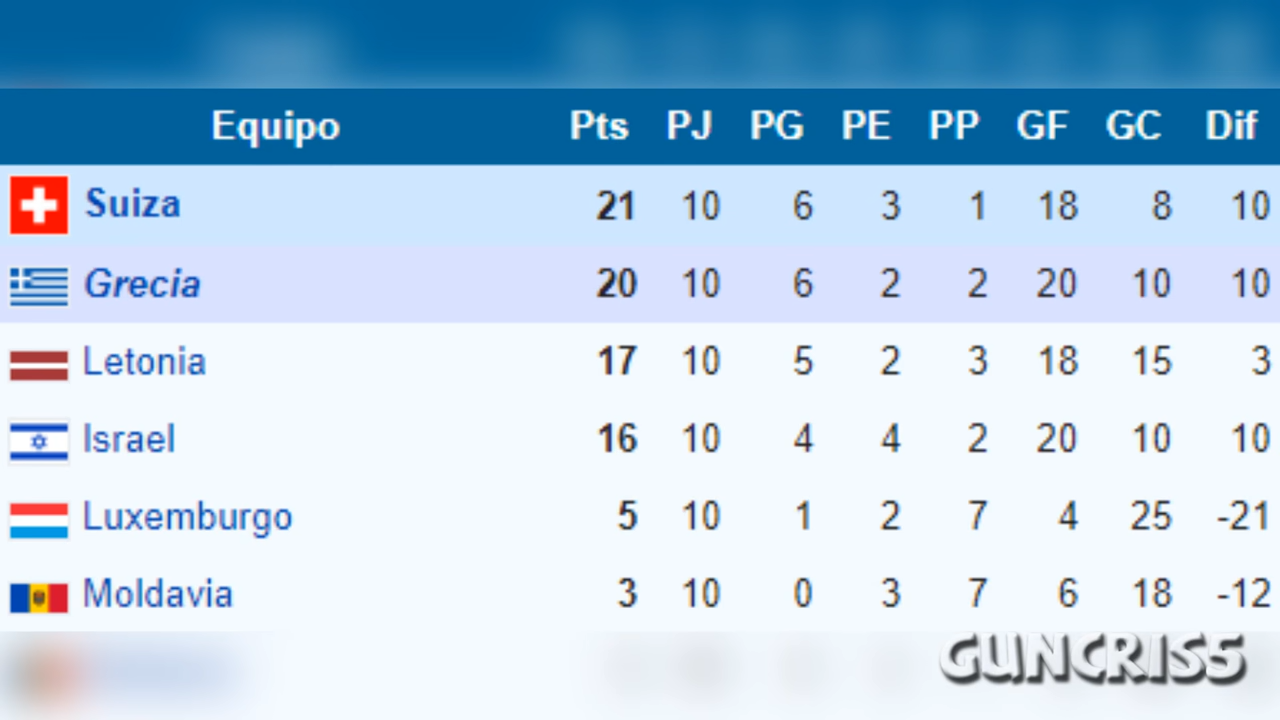 Equipo Pts PJ PG PE PP GF GC Dif
Suiza 21 10 6 3 1 18 8 10
Grecia 20 10 6 2 2 20 10 10
Letonia 17 10 5 2 3 18 15 3
Israel 16 10 4 4 2 20 10 10
Luxemburgo 5 10 1 2 7 4 25 -21
Moldavia 3 10 0 3 7 6 18 -12
GUNCRIS5